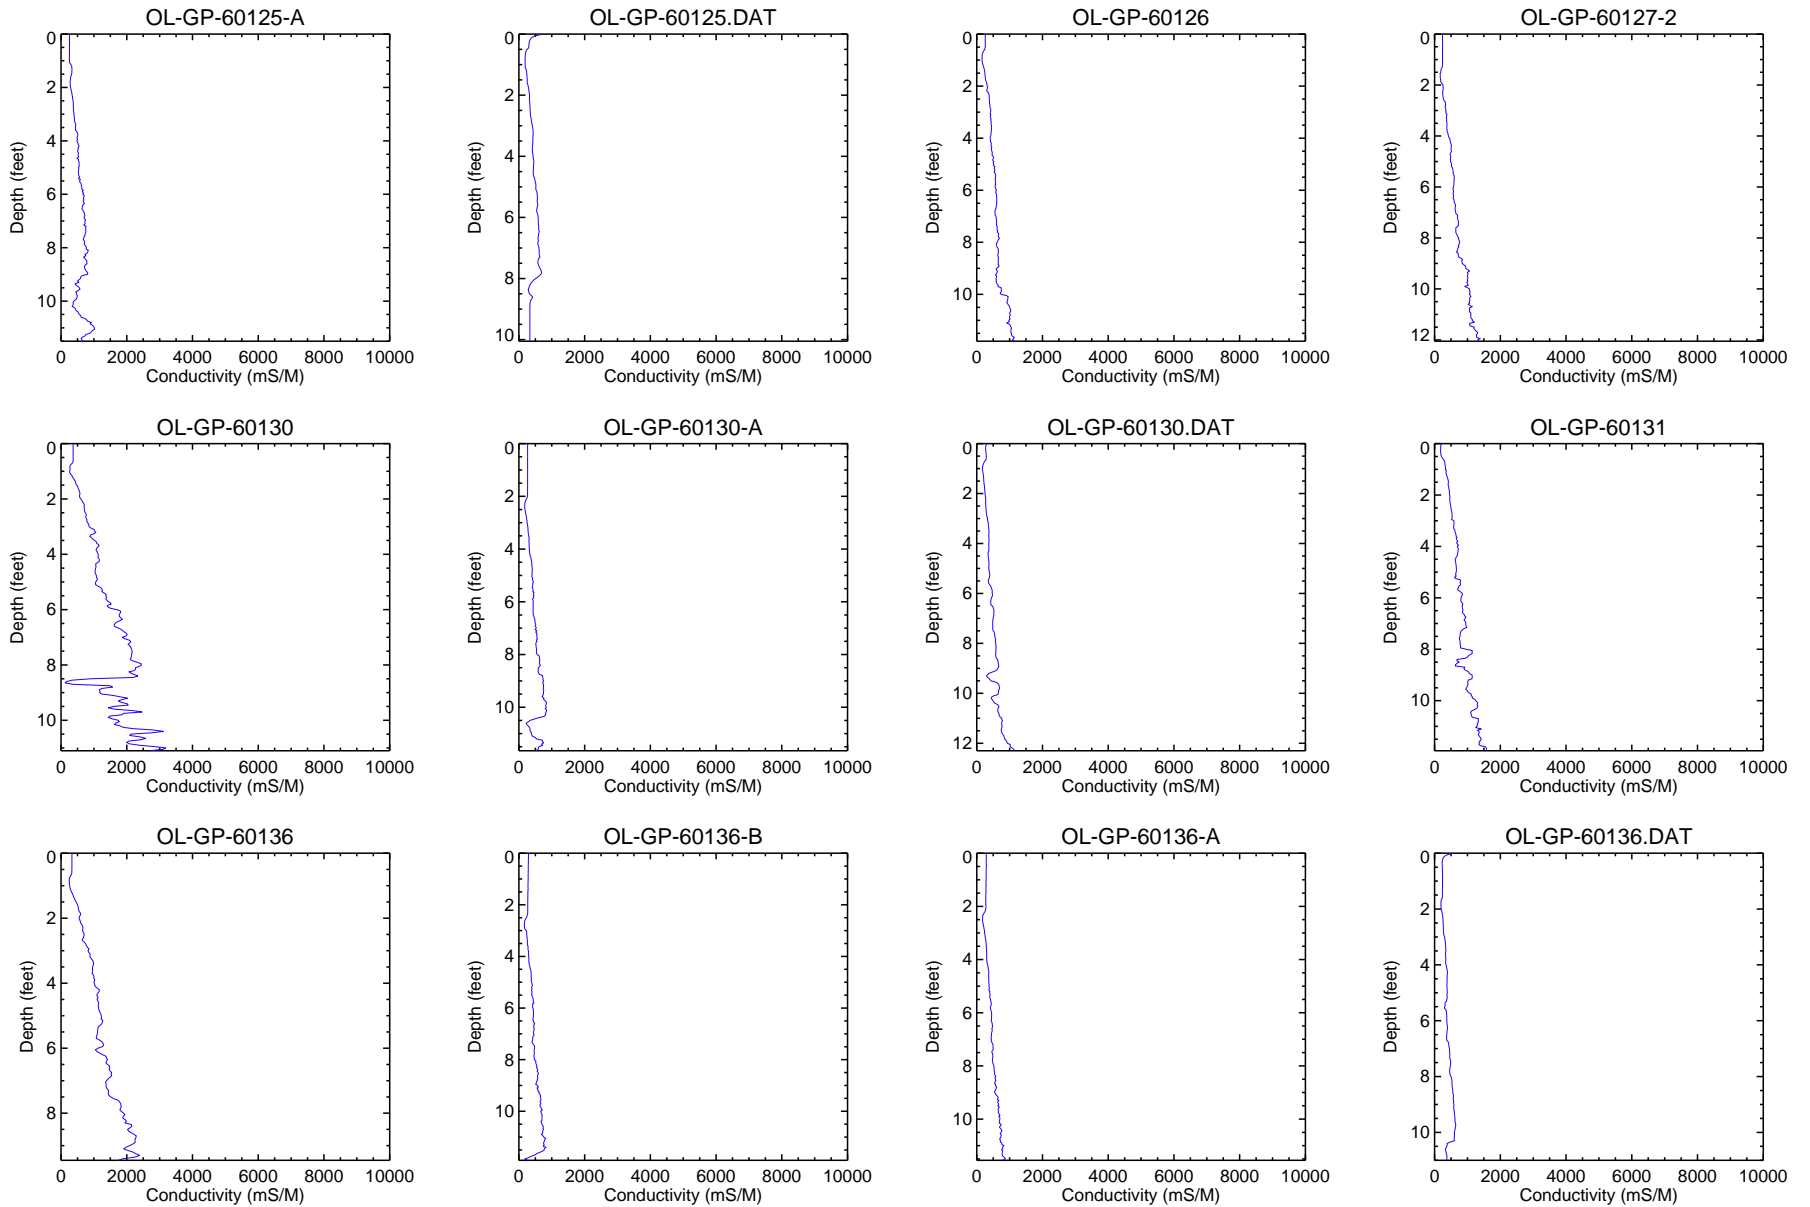 OL-GP-60125-A
0
2
4
6
8
10
Depth (feet)
0 2000 4000 6000 8000 10000
Conductivity (mS/M)
OL-GP-60125.DAT
0
2
4
6
8
10
Depth (feet)
0 2000 4000 6000 8000 10000
Conductivity (mS/M)
OL-GP-60126
0
2
4
6
8
10
Depth (feet)
0 2000 4000 6000 8000 10000
Conductivity (mS/M)
OL-GP-60127-2
0
2
4
6
8
10
12
Depth (feet)
0 2000 4000 6000 8000 10000
Conductivity (mS/M)
OL-GP-60130
0
2
4
6
8
10
Depth (feet)
0 2000 4000 6000 8000 10000
Conductivity (mS/M)
OL-GP-60130-A
0
2
4
6
8
10
Depth (feet)
0 2000 4000 6000 8000 10000
Conductivity (mS/M)
OL-GP-60130.DAT
0
2
4
6
8
10
12
Depth (feet)
0 2000 4000 6000 8000 10000
Conductivity (mS/M)
OL-GP-60131
0
2
4
6
8
10
Depth (feet)
0 2000 4000 6000 8000 10000
Conductivity (mS/M)
OL-GP-60136
0
2
4
6
8
Depth (feet)
0 2000 4000 6000 8000 10000
Conductivity (mS/M)
OL-GP-60136-B
0
2
4
6
8
10
Depth (feet)
0 2000 4000 6000 8000 10000
Conductivity (mS/M)
OL-GP-60136-A
0
2
4
6
8
10
Depth (feet)
0 2000 4000 6000 8000 10000
Conductivity (mS/M)
OL-GP-60136.DAT
0
2
4
6
8
10
Depth (feet)
0 2000 4000 6000 8000 10000
Conductivity (mS/M)